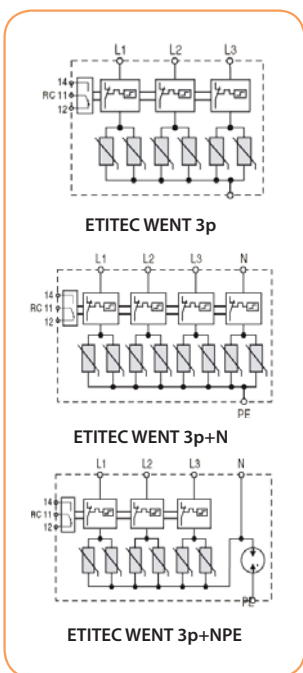 L1 L2 L3
14
RC 11
12
ETITEC WENT 3p
L1 L2 L3 N
14
RC 11
12
PE
ETITEC WENT 3p+N
L1 L2 L3 N
14
RC 11
12
PE
ETITEC WENT 3p+NPE